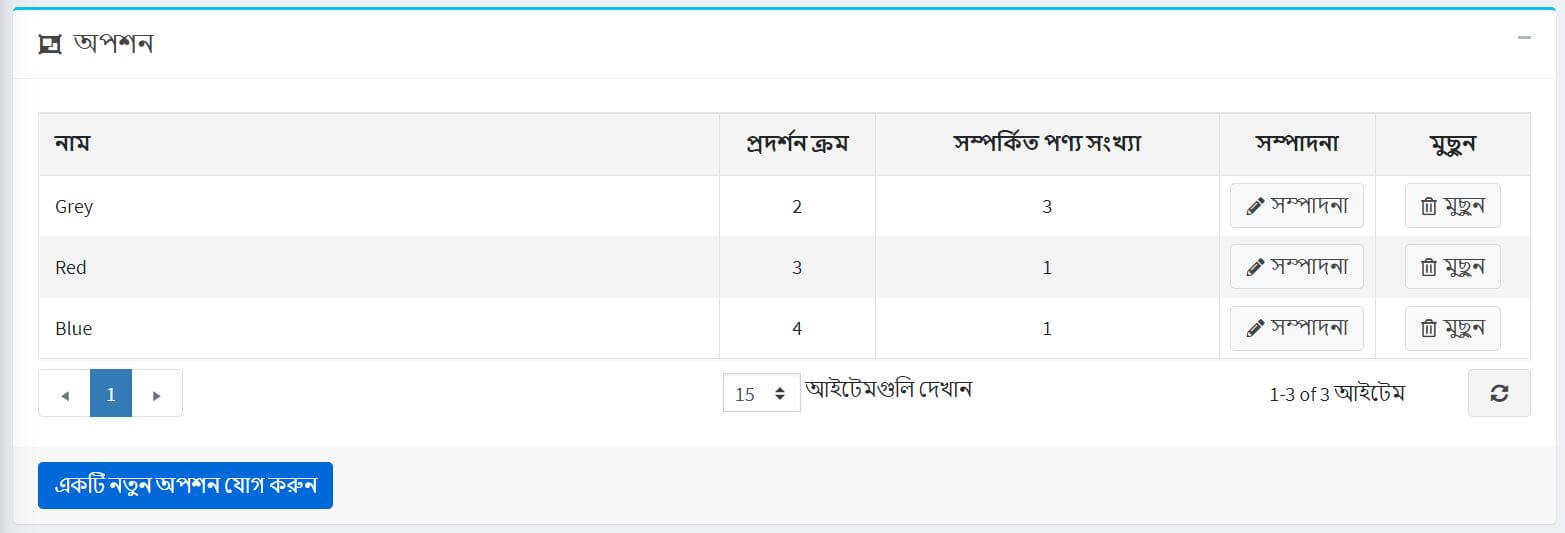 অপশন
নাম প্রদর্শন ক্রম সম্পর্কিত পণ্য সংখ্যা সম্পাদনা মুছুন
Grey 2 3 সম্পাদনা মুছুন
Red 3 1 সম্পাদনা মুছুন
Blue 4 1 সম্পাদনা মুছুন
1 15 আইটেমগুলি দেখান 1-3 of 3 আইটেম
একটি নতুন অপশন যোগ করুন